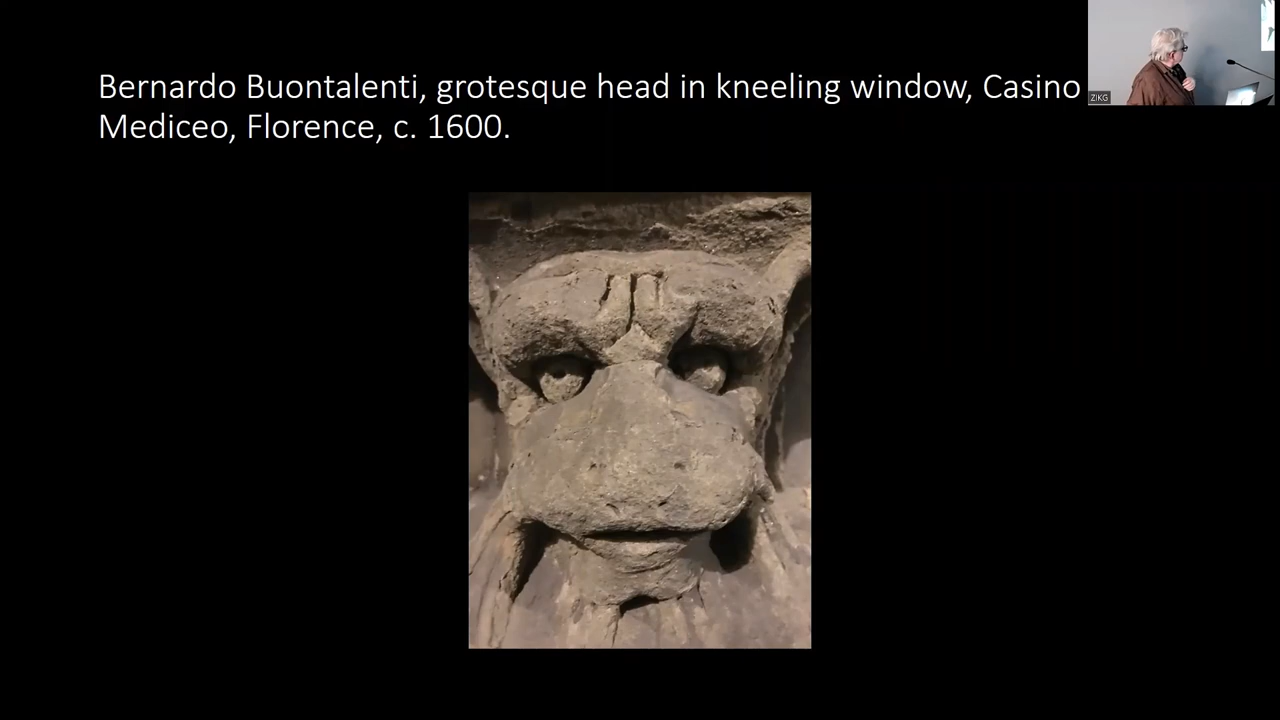 Bernardo Buontalenti, grotesque head in kneeling window, Casino
Mediceo, Florence, c. 1600.
ZIKG